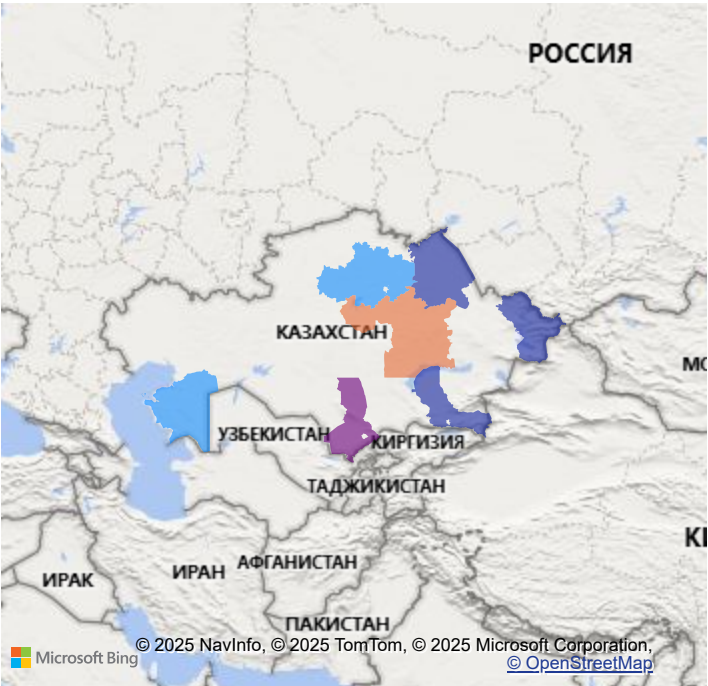 РОССИЯ
КАЗАХСТАН
УЗБЕКИСТАН
КИРГИЗИЯ
ТАДЖИКИСТАН
АФГАНИСТАН
ИРАН
ИРАК
ПАКИСТАН
Microsoft Bing
© 2025 NavInfo, © 2025 TomTom, © 2025 Microsoft Corporation,
© OpenStreetMap